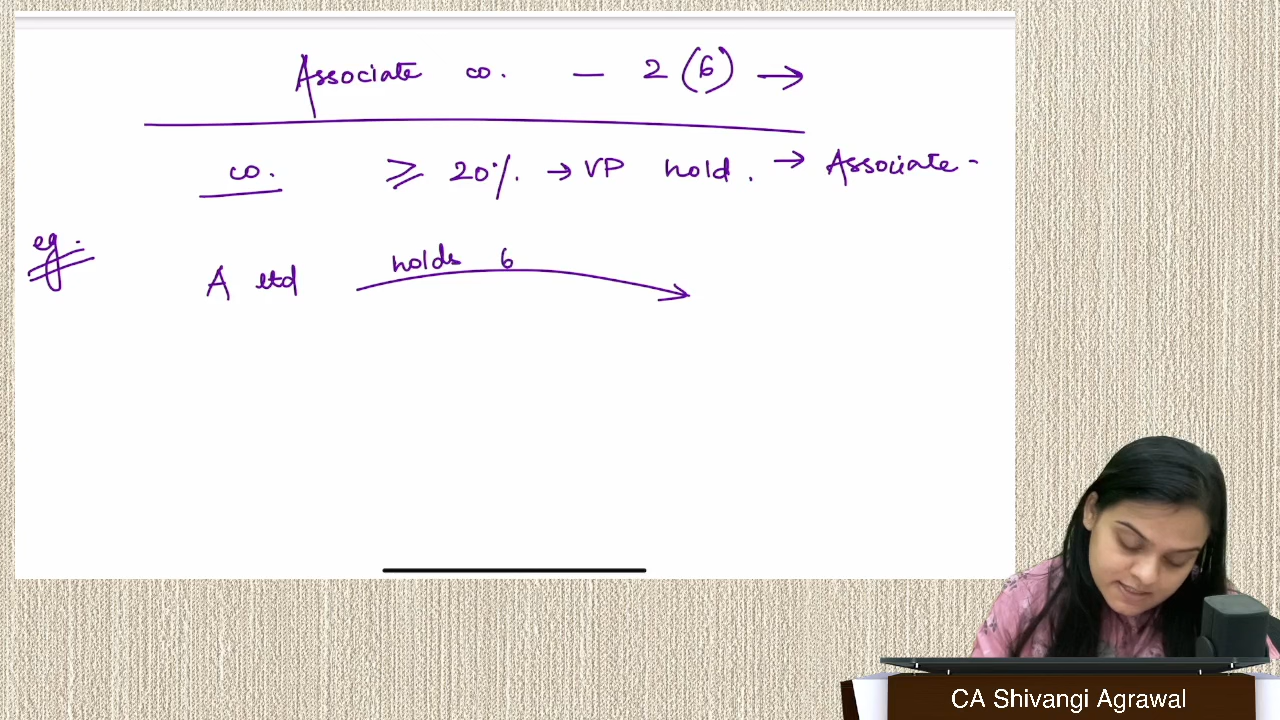 Associate co. — 2 (6) →
co. ≥ 20% → VP hold. → Associate -
eg.
A ltd holds 6
CA Shivangi Agrawal